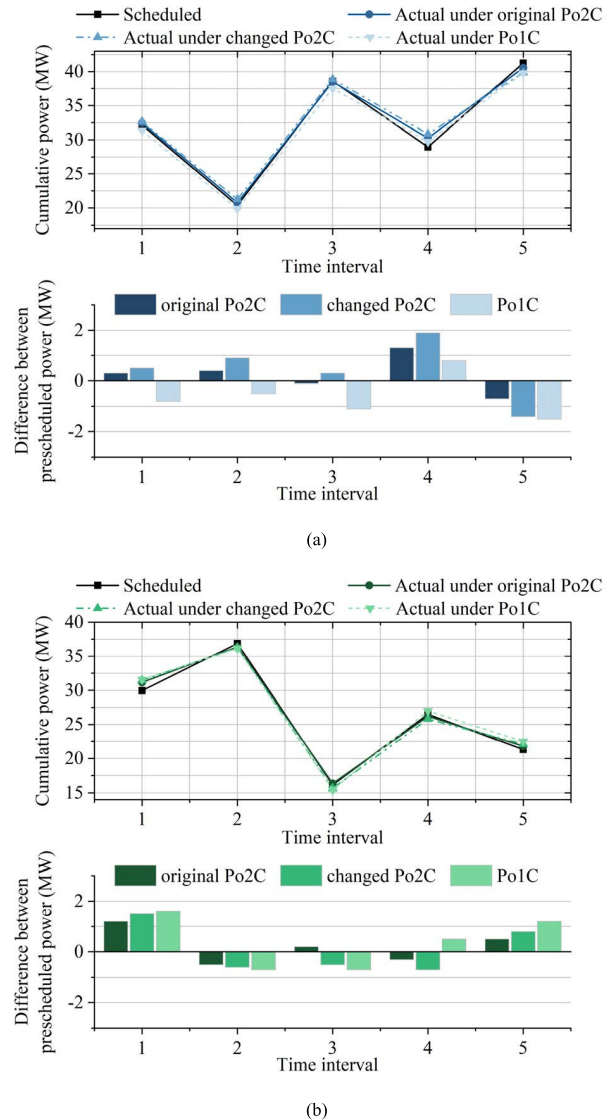 Scheduled
Actual under original Po2C
Actual under changed Po2C
Actual under Po1C
Cumulative power (MW)
40
35
30
25
20
1 2 3 4 5
Time interval
original Po2C changed Po2C Po1C
Difference between
prescheduled power (MW)
2
0
-2
1 2 3 4 5
Time interval
(a)
Scheduled
Actual under original Po2C
Actual under changed Po2C
Actual under Po1C
Cumulative power (MW)
40
35
30
25
20
15
1 2 3 4 5
Time interval
original Po2C changed Po2C Po1C
Difference between
prescheduled power (MW)
2
0
-2
1 2 3 4 5
Time interval
(b)